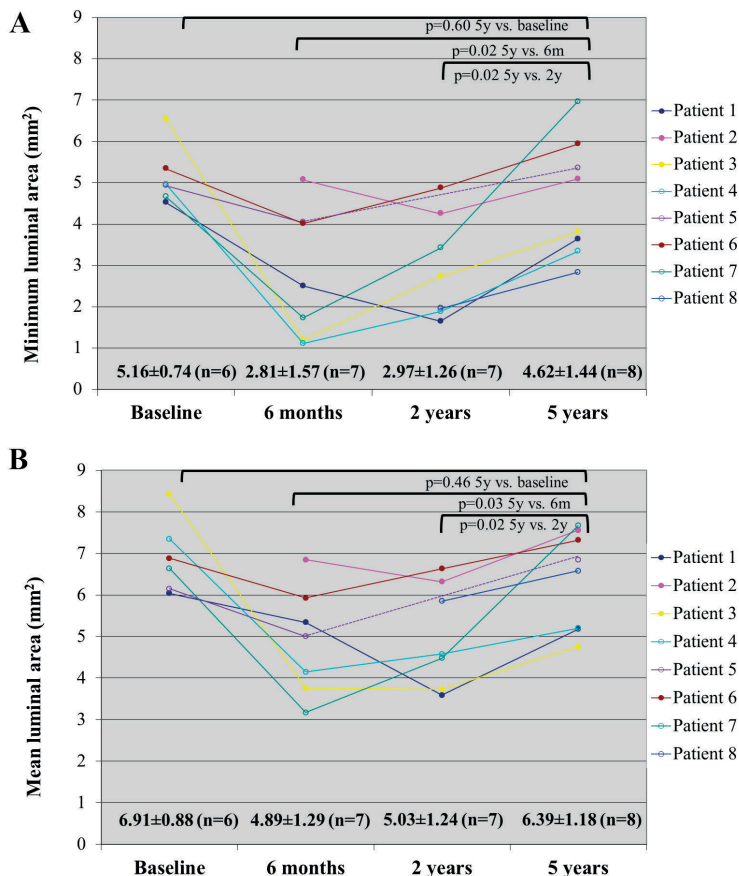 A
9
8
7
6
5
4
3
2
1
0
Minimum luminal area (mm²)
p=0.60 5y vs. baseline
p=0.02 5y vs. 6m
p=0.02 5y vs. 2y
5.16±0.74 (n=6) 2.81±1.57 (n=7) 2.97±1.26 (n=7) 4.62±1.44 (n=8)
Baseline 6 months 2 years 5 years
Patient 1
Patient 2
Patient 3
Patient 4
Patient 5
Patient 6
Patient 7
Patient 8
B
9
8
7
6
5
4
3
2
1
0
Mean luminal area (mm²)
p=0.46 5y vs. baseline
p=0.03 5y vs. 6m
p=0.02 5y vs. 2y
6.91±0.88 (n=6) 4.89±1.29 (n=7) 5.03±1.24 (n=7) 6.39±1.18 (n=8)
Baseline 6 months 2 years 5 years
Patient 1
Patient 2
Patient 3
Patient 4
Patient 5
Patient 6
Patient 7
Patient 8